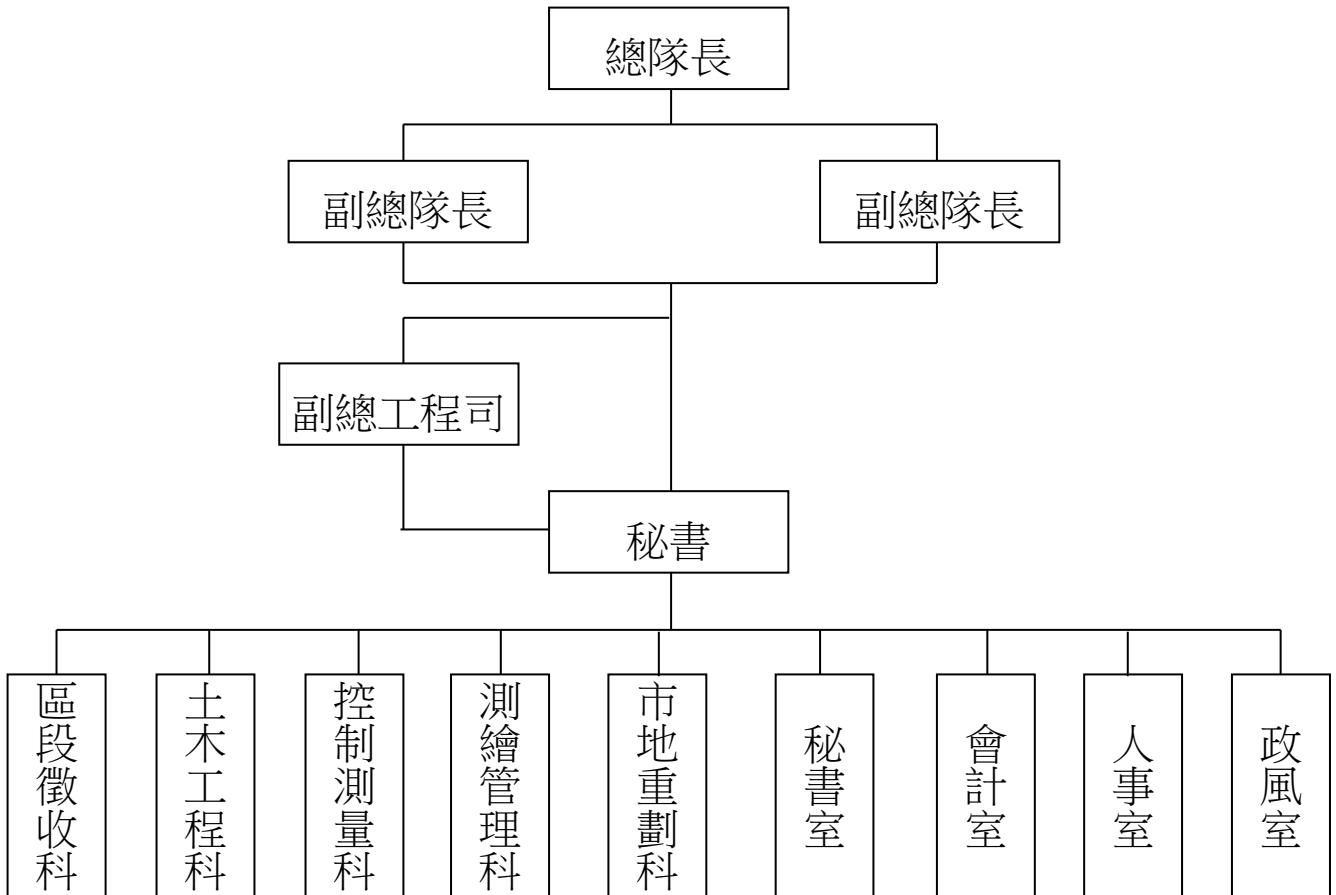 總隊長
副總隊長
副總隊長
副總工程司
秘書
區段徵收科
土木工程科
控制測量科
測繪管理科
市地重劃科
秘書室
會計室
人事室
政風室